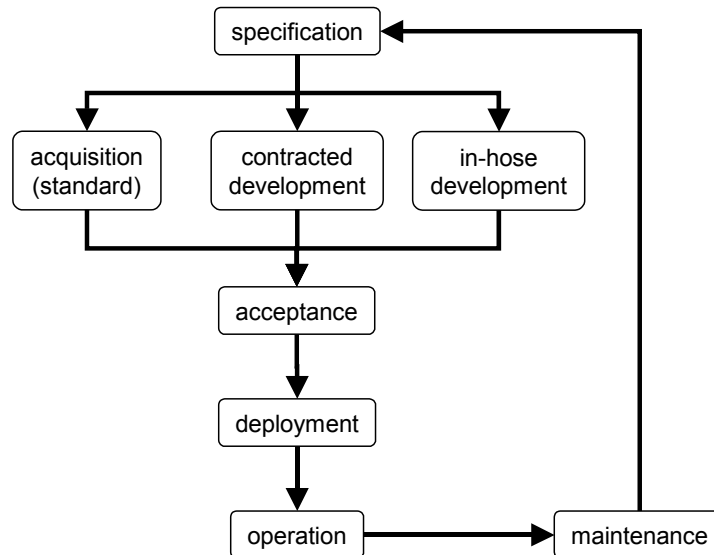 specification
acquisition
(standard)
contracted
development
in-hose
development
acceptance
deployment
operation
maintenance